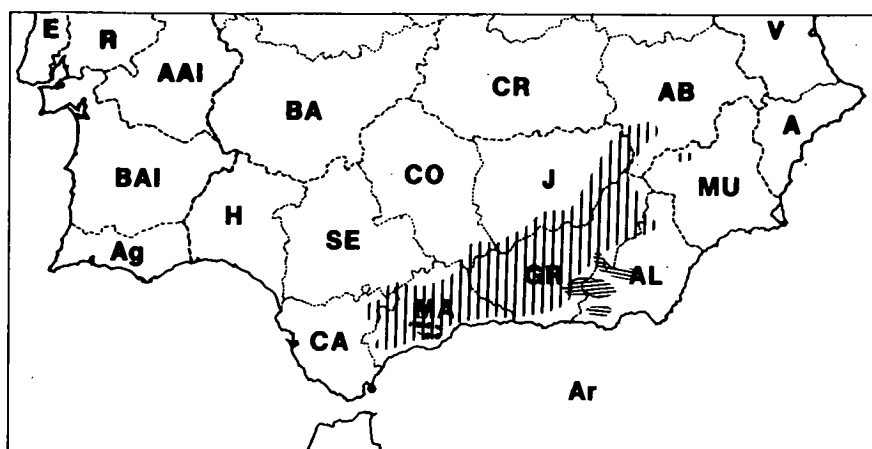 E R V
AAI CR AB
BA A
BAI CO J MU
H
Ag SE GR AL
MA
CA
Ar